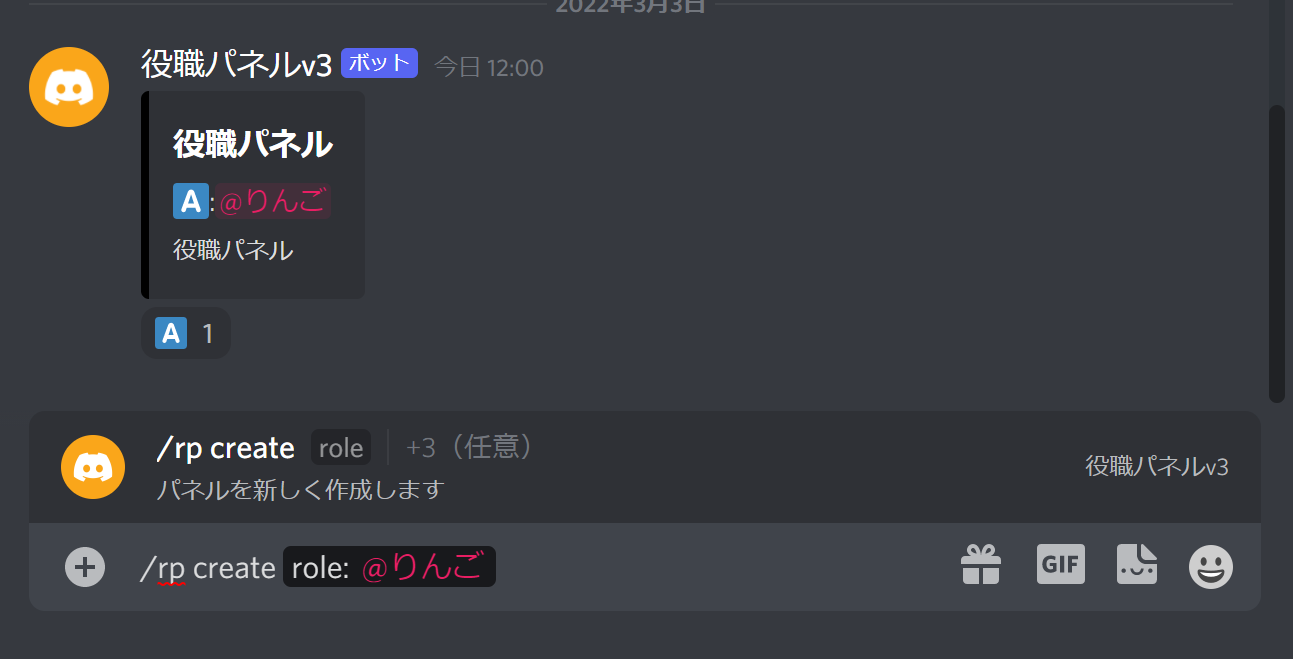 2022年3月3日
役職パネルv3 ボット 今日 12:00
役職パネル
A:@りんご
役職パネル
A 1
/rp create role +3（任意）
パネルを新しく作成します
役職パネルv3
/rp create role: @りんご
GIF